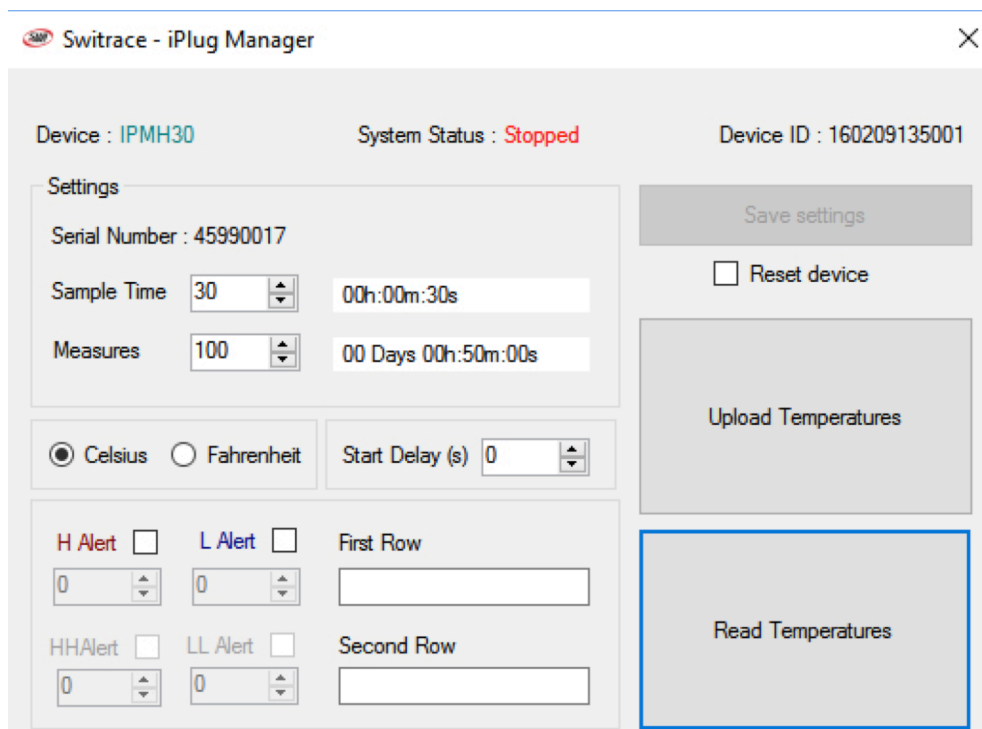 Switrace - iPlug Manager
Device : IPMH30 System Status : Stopped Device ID : 160209135001
Settings
Serial Number : 45990017
Save settings
Sample Time 30 00h:00m:30s
Reset device
Measures 100 00 Days 00h:50m:00s
Upload Temperatures
Celsius Fahrenheit Start Delay (s) 0
H Alert L Alert First Row
0 0
Read Temperatures
HHAlert LL Alert Second Row
0 0